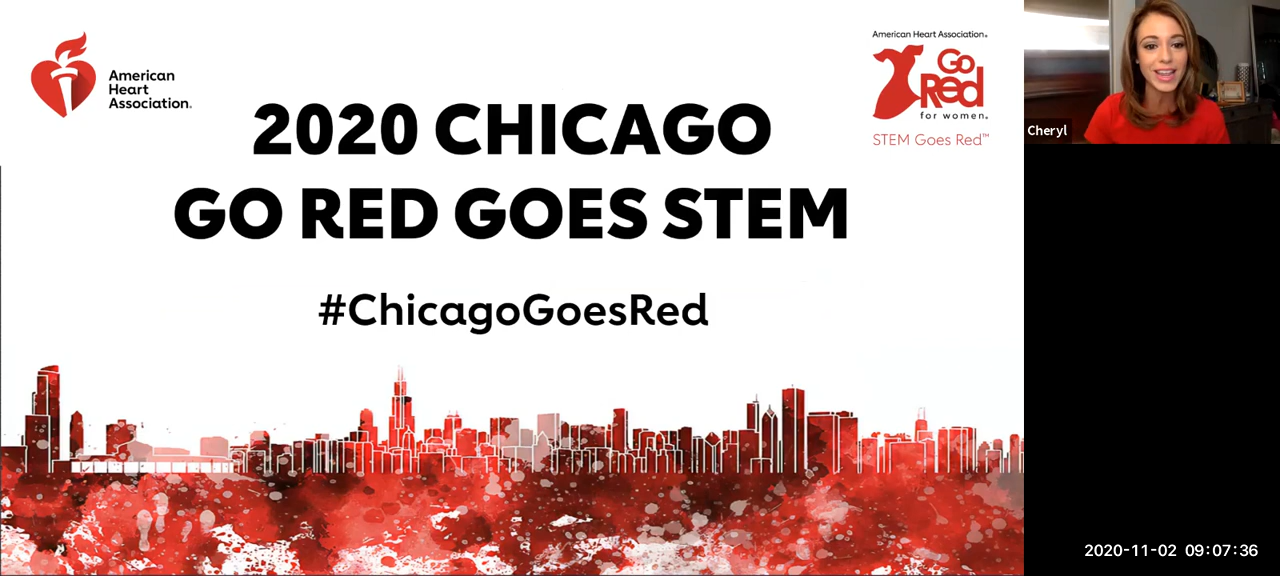 American
Heart
Association®
American Heart Association®
Go
Red
for women®
STEM Goes Red™
2020 CHICAGO
GO RED GOES STEM
#ChicagoGoesRed
Cheryl
2020-11-02 09:07:36